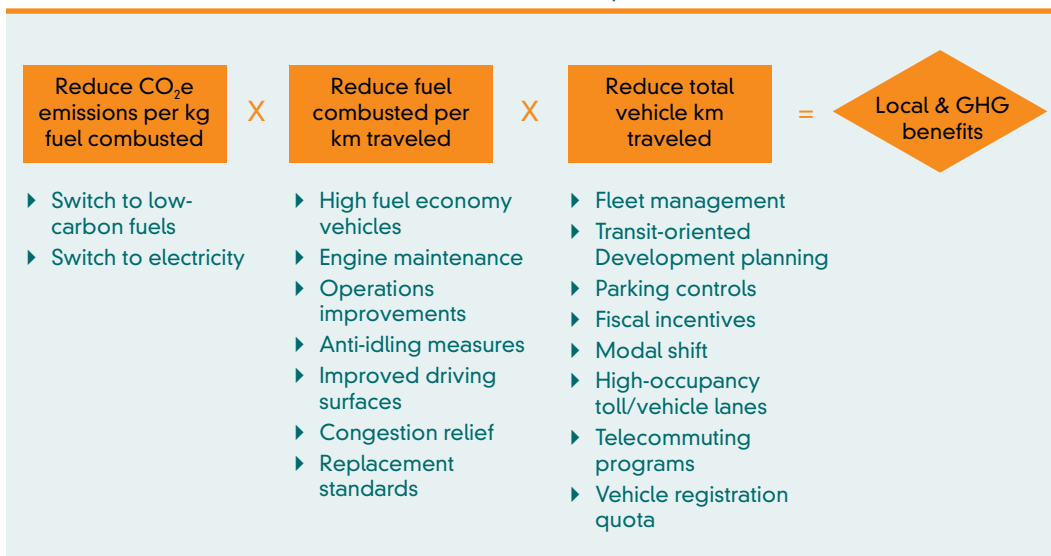 Reduce CO₂e
emissions per kg
fuel combusted
X
Reduce fuel
combusted per
km traveled
X
Reduce total
vehicle km
traveled
=
Local & GHG
benefits
‣ Switch to low-
carbon fuels
‣ Switch to electricity
‣ High fuel economy
vehicles
‣ Engine maintenance
‣ Operations
improvements
‣ Anti-idling measures
‣ Improved driving
surfaces
‣ Congestion relief
‣ Replacement
standards
‣ Fleet management
‣ Transit-oriented
Development planning
‣ Parking controls
‣ Fiscal incentives
‣ Modal shift
‣ High-occupancy
toll/vehicle lanes
‣ Telecommuting
programs
‣ Vehicle registration
quota